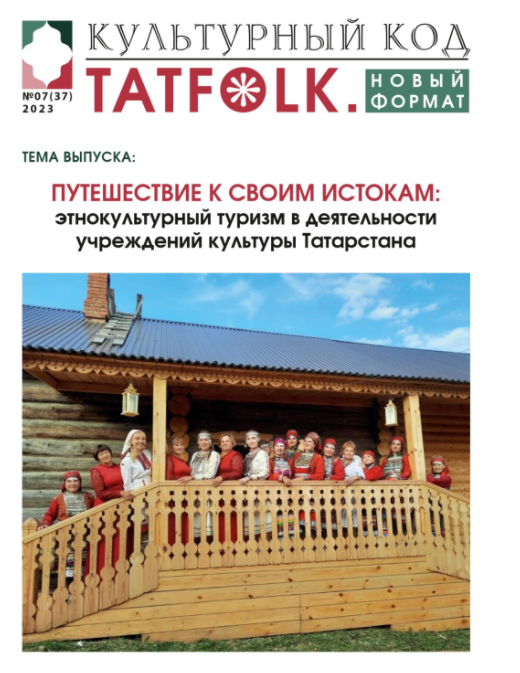 КУЛЬТУРНЫЙ КОД
№07(37)
2023
TATFOLK.
НОВЫЙ
ФОРМАТ
ТЕМА ВЫПУСКА:
ПУТЕШЕСТВИЕ К СВОИМ ИСТОКАМ:
этнокультурный туризм в деятельности
учреждений культуры Татарстана